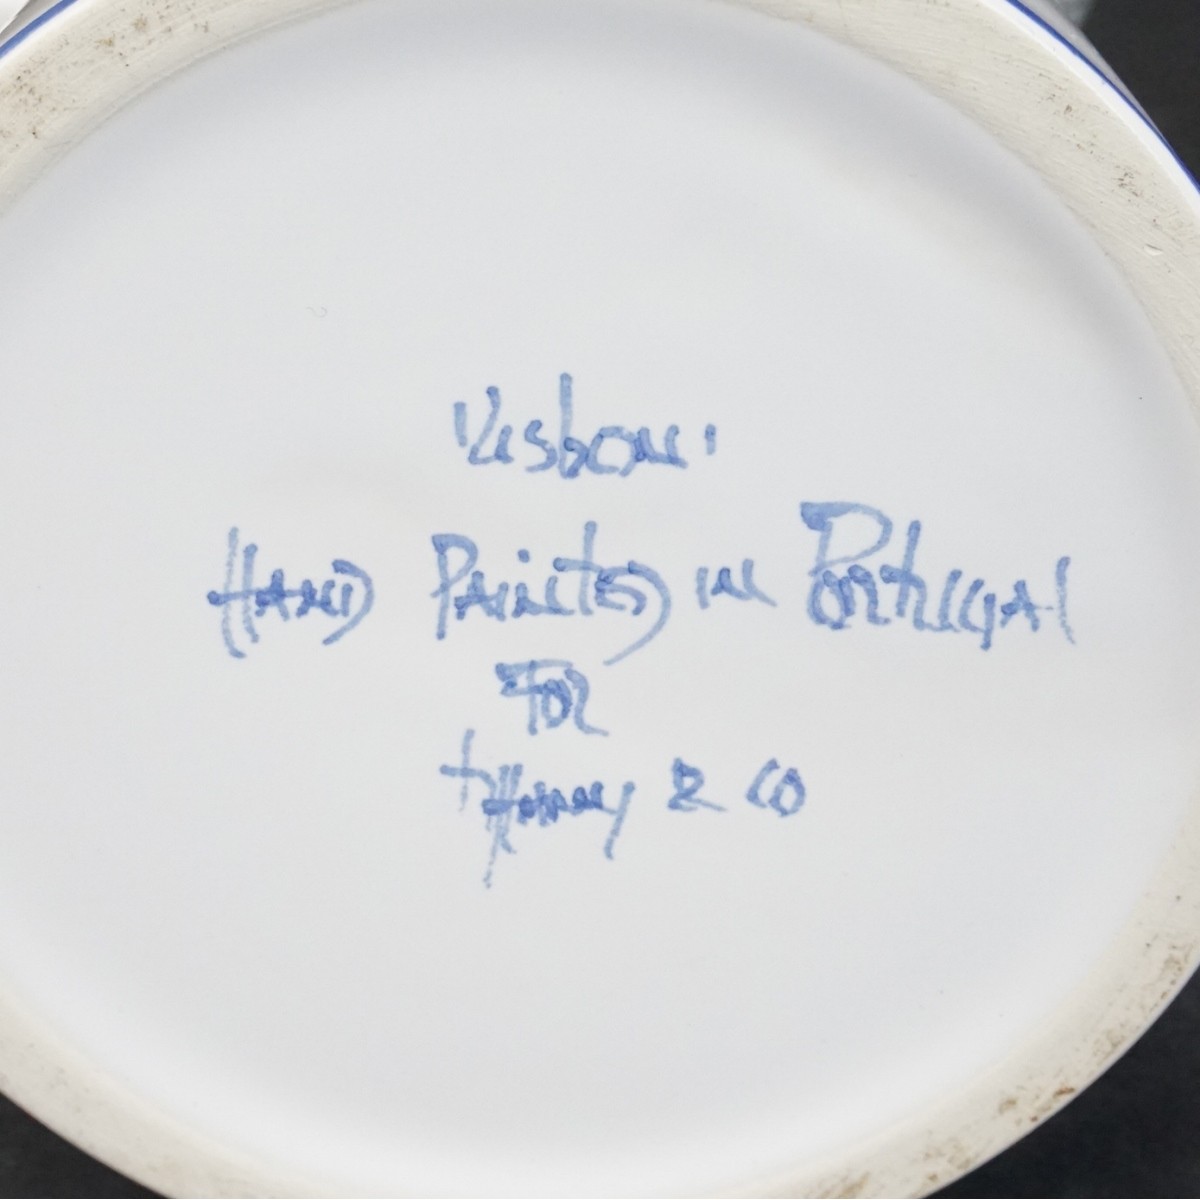 'Lisbon'
HAND PAINTED IN PORTUGAL
FOR
Tiffany & CO